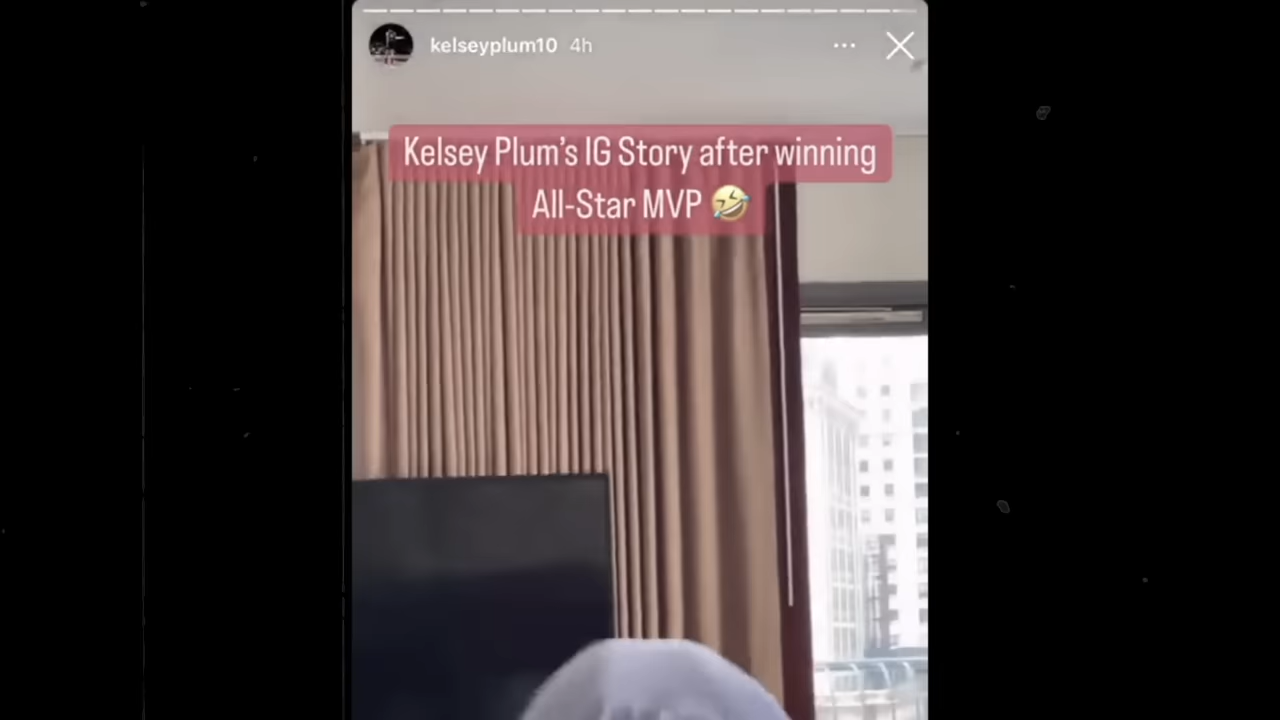 kelseyplum10 4h
Kelsey Plum's IG Story after winning
All-Star MVP 🤣